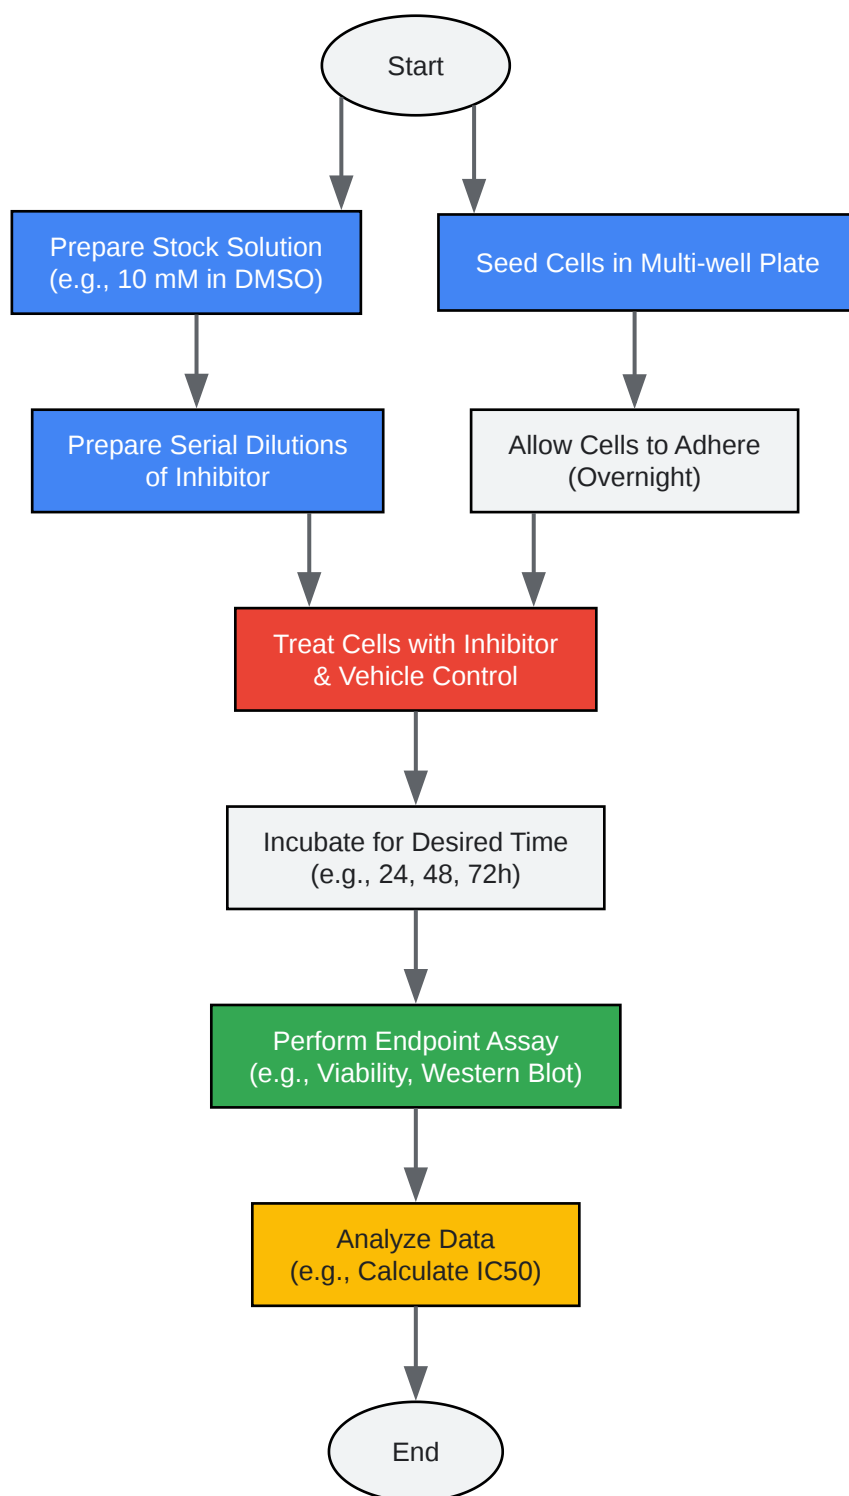 Start
Prepare Stock Solution
(e.g., 10 mM in DMSO)
Seed Cells in Multi-well Plate
Prepare Serial Dilutions
of Inhibitor
Allow Cells to Adhere
(Overnight)
Treat Cells with Inhibitor
& Vehicle Control
Incubate for Desired Time
(e.g., 24, 48, 72h)
Perform Endpoint Assay
(e.g., Viability, Western Blot)
Analyze Data
(e.g., Calculate IC50)
End